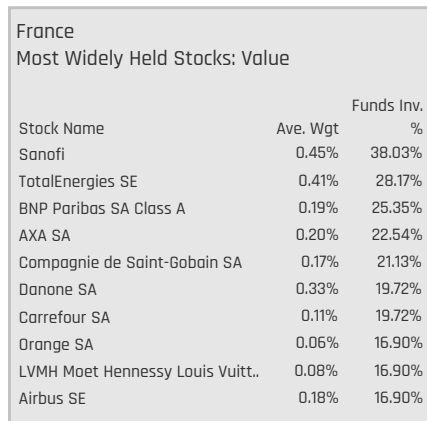 France
Most Widely Held Stocks: Value
Funds Inv.
Stock Name Ave. Wgt %
Sanofi 0.45% 38.03%
TotalEnergies SE 0.41% 28.17%
BNP Paribas SA Class A 0.19% 25.35%
AXA SA 0.20% 22.54%
Compagnie de Saint-Gobain SA 0.17% 21.13%
Danone SA 0.33% 19.72%
Carrefour SA 0.11% 19.72%
Orange SA 0.06% 16.90%
LVMH Moet Hennessy Louis Vuitt.. 0.08% 16.90%
Airbus SE 0.18% 16.90%